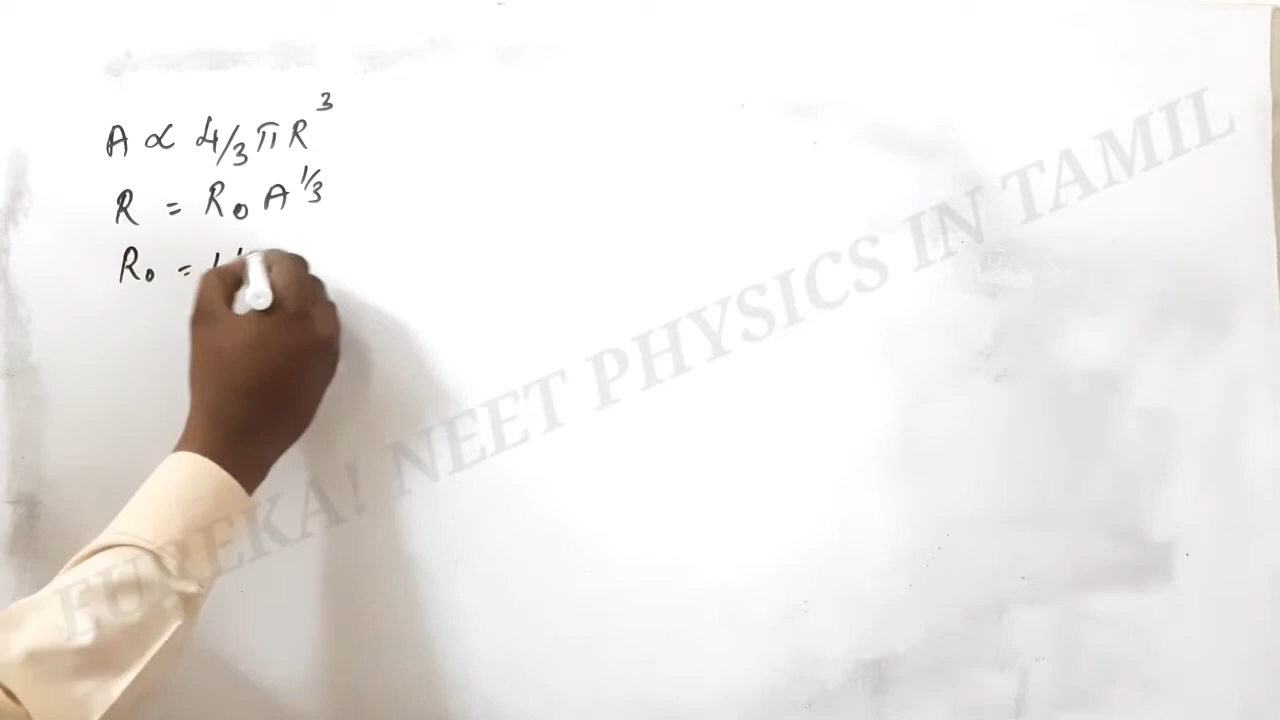 A ∝ 4/3 π R³
R = R₀ A^1/3
R₀ =
EUREKA! NEET PHYSICS IN TAMIL